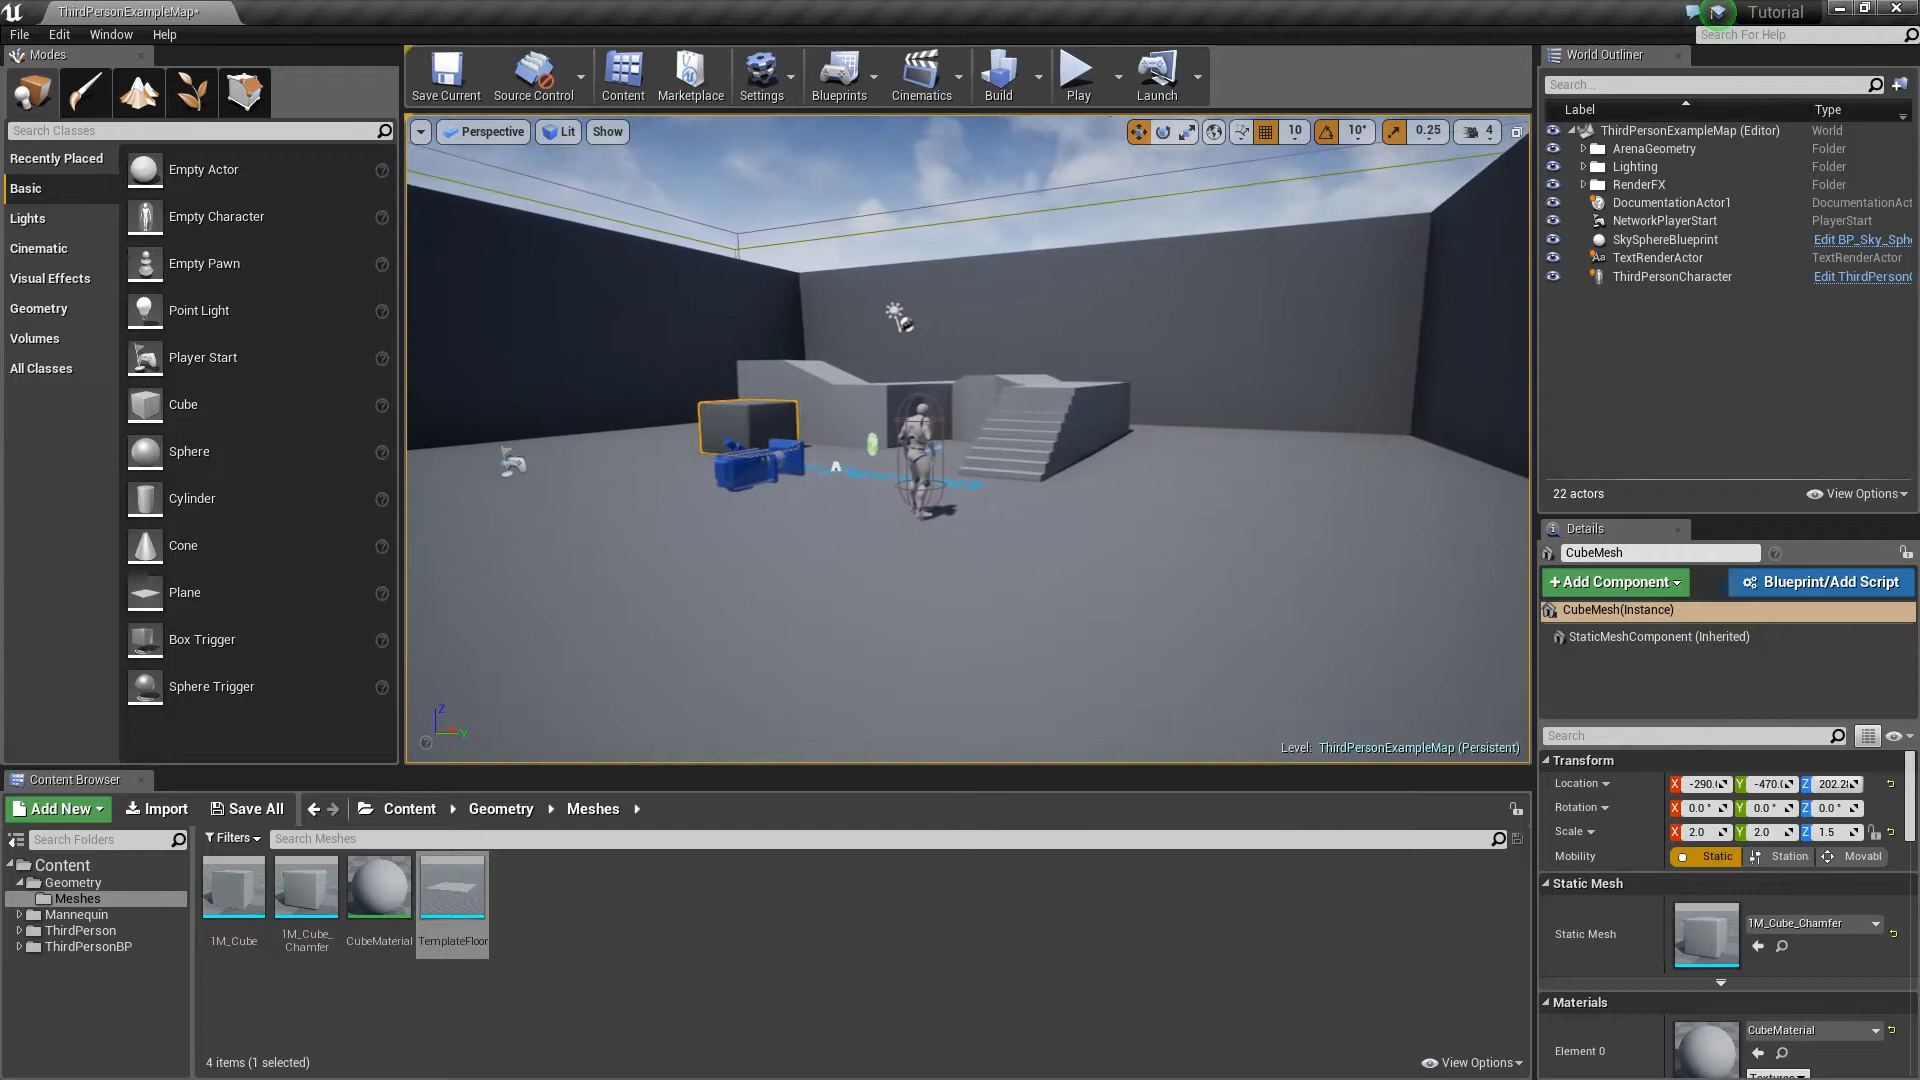 ThirdPersonExampleMap*
Tutorial
File Edit Window Help
Search For Help
Modes
Search Classes
Recently Placed
Basic
Lights
Cinematic
Visual Effects
Geometry
Volumes
All Classes
Empty Actor
Empty Character
Empty Pawn
Point Light
Player Start
Cube
Sphere
Cylinder
Cone
Plane
Box Trigger
Sphere Trigger
Save Current Source Control Content Marketplace Settings Blueprints Cinematics Build Play Launch
Perspective Lit Show
10 10° 0.25 4
Z
Y
Level: ThirdPersonExampleMap (Persistent)
World Outliner
Search...
Label Type
ThirdPersonExampleMap (Editor) World
ArenaGeometry Folder
Lighting Folder
RenderFX Folder
DocumentationActor1 DocumentationAct
NetworkPlayerStart PlayerStart
SkySphereBlueprint Edit BP_Sky_Sph
TextRenderActor TextRenderActor
ThirdPersonCharacter Edit ThirdPerson
22 actors View Options
Details
CubeMesh
+Add Component Blueprint/Add Script
CubeMesh(Instance)
StaticMeshComponent (Inherited)
Search
Transform
Location X -290. Y -470. Z 202.2
Rotation X 0.0 ° Y 0.0 ° Z 0.0 °
Scale X 2.0 Y 2.0 Z 1.5
Mobility Static Station Movabl
Static Mesh
Static Mesh 1M_Cube_Chamfer
Materials
Element 0 CubeMaterial
Textures
Content Browser
Add New Import Save All Content Geometry Meshes
Search Folders
Filters Search Meshes
Content
Geometry
Meshes
Mannequin
ThirdPerson
ThirdPersonBP
1M_Cube
1M_Cube_
Chamfer
CubeMaterial
TemplateFloor
4 items (1 selected) View Options